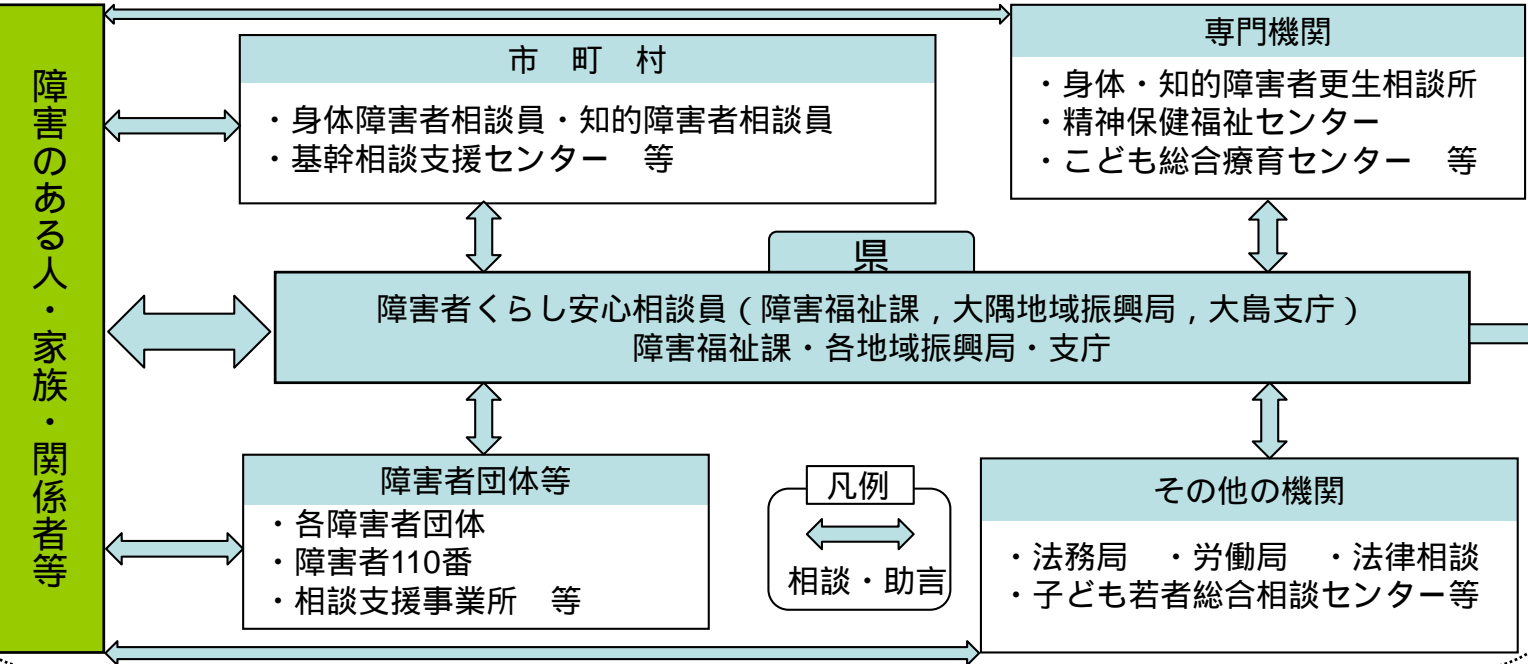 障害のある人・家族・関係者等
市　町　村
・身体障害者相談員・知的障害者相談員
・基幹相談支援センター　等
専門機関
・身体・知的障害者更生相談所
・精神保健福祉センター
・こども総合療育センター　等
県
障害者くらし安心相談員（障害福祉課，大隅地域振興局，大島支庁）
障害福祉課・各地域振興局・支庁
障害者団体等
・各障害者団体
・障害者110番
・相談支援事業所　等
凡例
相談・助言
その他の機関
・法務局　・労働局　・法律相談
・子ども若者総合相談センター等